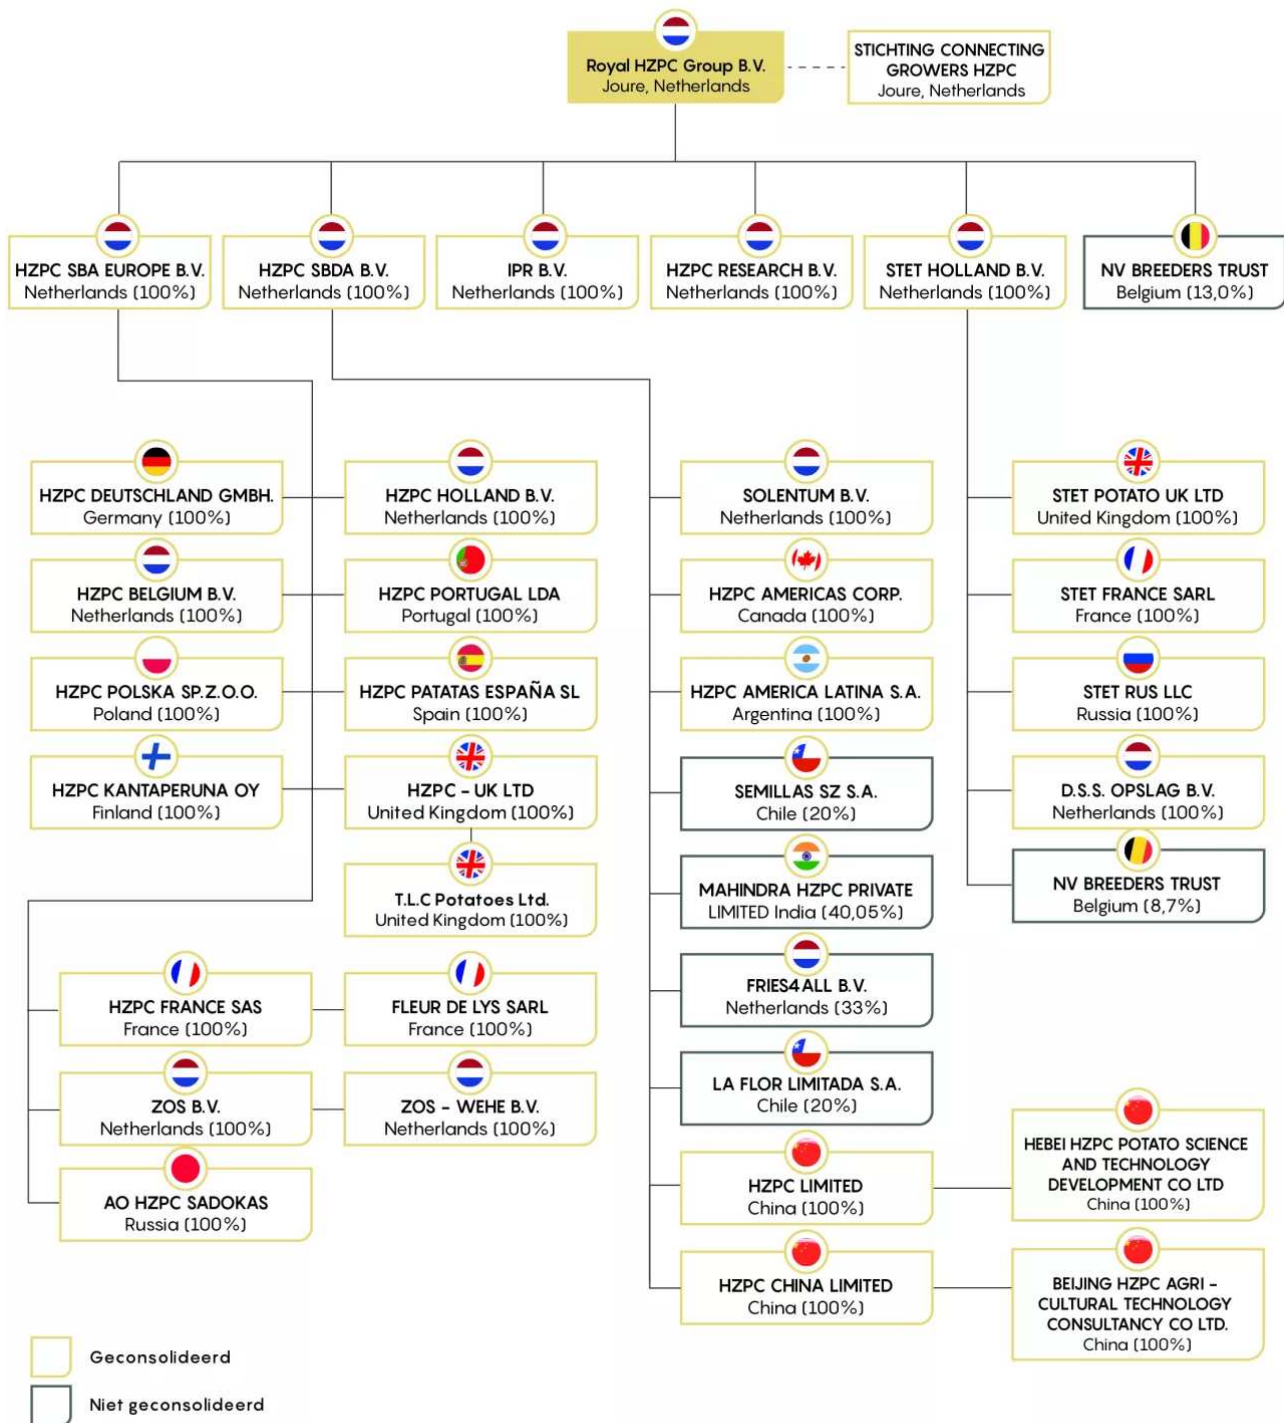 Royal HZPC Group B.V.
Joure, Netherlands
STICHTING CONNECTING
GROWERS HZPC
Joure, Netherlands
HZPC SBA EUROPE B.V.
Netherlands (100%)
HZPC SBDA B.V.
Netherlands (100%)
IPR B.V.
Netherlands (100%)
HZPC RESEARCH B.V.
Netherlands (100%)
STET HOLLAND B.V.
Netherlands (100%)
NV BREEDERS TRUST
Belgium (13,0%)
HZPC DEUTSCHLAND GMBH.
Germany (100%)
HZPC HOLLAND B.V.
Netherlands (100%)
SOLENTUM B.V.
Netherlands (100%)
STET POTATO UK LTD
United Kingdom (100%)
HZPC BELGIUM B.V.
Netherlands (100%)
HZPC PORTUGAL LDA
Portugal (100%)
HZPC AMERICAS CORP.
Canada (100%)
STET FRANCE SARL
France (100%)
HZPC POLSKA SP.Z.O.O.
Poland (100%)
HZPC PATATAS ESPAÑA SL
Spain (100%)
HZPC AMERICA LATINA S.A.
Argentina (100%)
STET RUS LLC
Russia (100%)
HZPC KANTAPERUNA OY
Finland (100%)
HZPC - UK LTD
United Kingdom (100%)
SEMILLAS SZ S.A.
Chile (20%)
D.S.S. OPSLAG B.V.
Netherlands (100%)
T.L.C Potatoes Ltd.
United Kingdom (100%)
MAHINDRA HZPC PRIVATE
LIMITED India (40,05%)
NV BREEDERS TRUST
Belgium (8,7%)
HZPC FRANCE SAS
France (100%)
FLEUR DE LYS SARL
France (100%)
FRIES4ALL B.V.
Netherlands (33%)
ZOS B.V.
Netherlands (100%)
ZOS - WEHE B.V.
Netherlands (100%)
LA FLOR LIMITADA S.A.
Chile (20%)
AO HZPC SADOKAS
Russia (100%)
HZPC LIMITED
China (100%)
HEBEI HZPC POTATO SCIENCE
AND TECHNOLOGY
DEVELOPMENT CO LTD
China (100%)
HZPC CHINA LIMITED
China (100%)
BEIJING HZPC AGRI -
CULTURAL TECHNOLOGY
CONSULTANCY CO LTD.
China (100%)
Geconsolideerd
Niet geconsolideerd